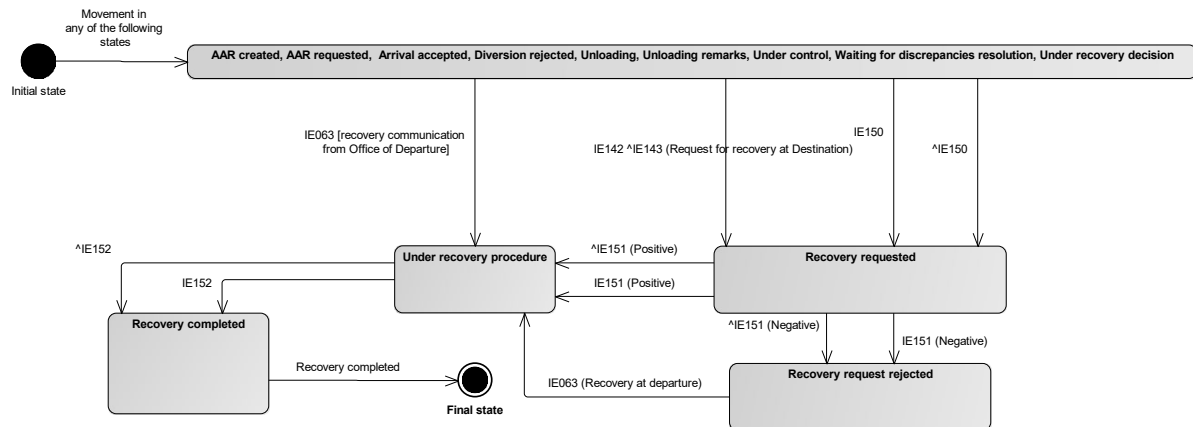 Movement in
any of the following
states
AAR created, AAR requested, Arrival accepted, Diversion rejected, Unloading, Unloading remarks, Under control, Waiting for discrepancies resolution, Under recovery decision
Initial state
IE063 [recovery communication
from Office of Departure]
IE142 ^IE143 (Request for recovery at Destination)
IE150
^IE150
^IE152
IE152
Under recovery procedure
^IE151 (Positive)
IE151 (Positive)
Recovery requested
Recovery completed
^IE151 (Negative)
IE151 (Negative)
Recovery completed
IE063 (Recovery at departure)
Recovery request rejected
Final state